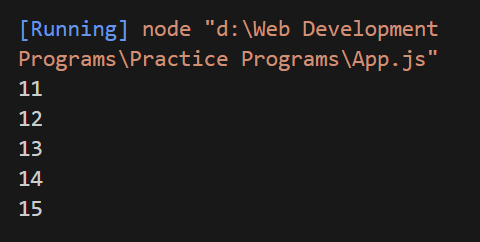 [Running] node "d:\Web Development
Programs\Practice Programs\App.js"
11
12
13
14
15